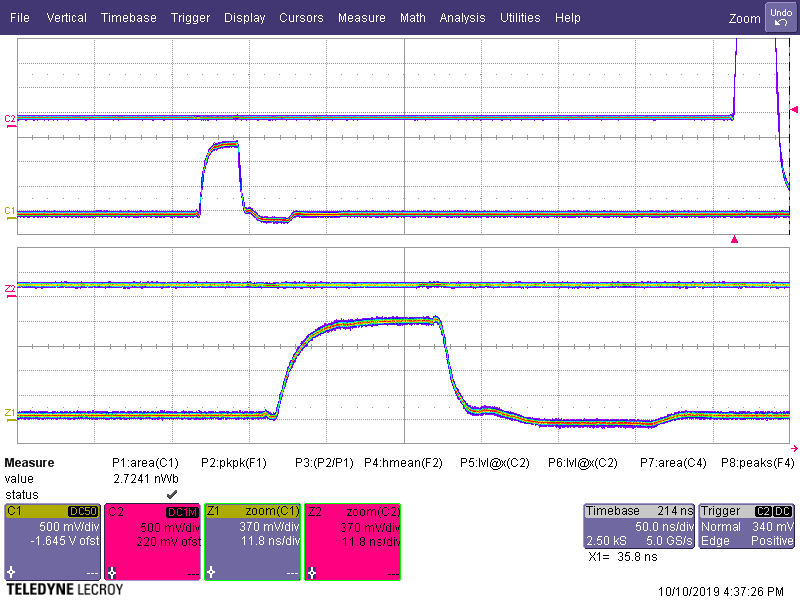 File Vertical Timebase Trigger Display Cursors Measure Math Analysis Utilities Help Zoom Undo
C2
C1
Z2
Z1
Measure P1:area(C1) P2:pkpk(F1) P3:(P2/P1) P4:hmean(F2) P5:lvl@x(C2) P6:lvl@x(C2) P7:area(C4) P8:peaks(F4)
value 2.7241 nWb
status
C1 DC50
500 mV/div
-1.645 V ofst
---
C2 DC1M
500 mV/div
220 mV ofst
---
Z1 zoom(C1)
370 mV/div
11.8 ns/div
---
Z2 zoom(C2)
370 mV/div
11.8 ns/div
---
Timebase 214 ns
50.0 ns/div
2.50 kS 5.0 GS/s
Trigger C2 DC
Normal 340 mV
Edge Positive
X1= 35.8 ns
TELEDYNE LECROY
10/10/2019 4:37:26 PM